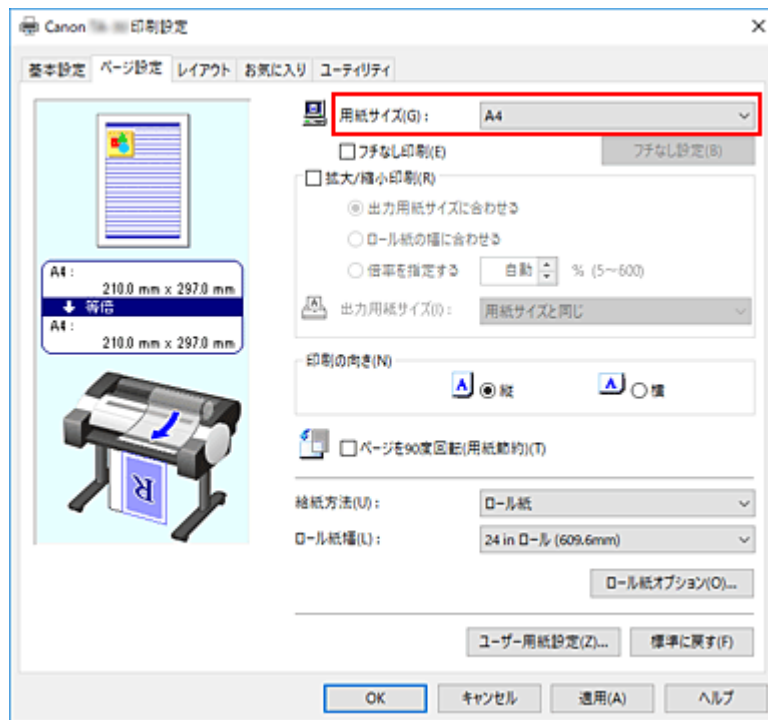 Canon 印刷設定
基本設定 ページ設定 レイアウト お気に入り ユーティリティ
用紙サイズ(G): A4
フチなし印刷(E) フチなし設定(B)
拡大/縮小印刷(R)
出力用紙サイズに合わせる
ロール紙の幅に合わせる
倍率を指定する 自動 % (5～600)
出力用紙サイズ(I): 用紙サイズと同じ
A4 :
210.0 mm x 297.0 mm
等倍
A4 :
210.0 mm x 297.0 mm
印刷の向き(N)
A 縦 A 横
ページを90度回転(用紙節約)(T)
R
給紙方法(U): ロール紙
ロール紙幅(L): 24 in ロール (609.6mm)
ロール紙オプション(O)...
ユーザー用紙設定(Z)... 標準に戻す(F)
OK キャンセル 適用(A) ヘルプ